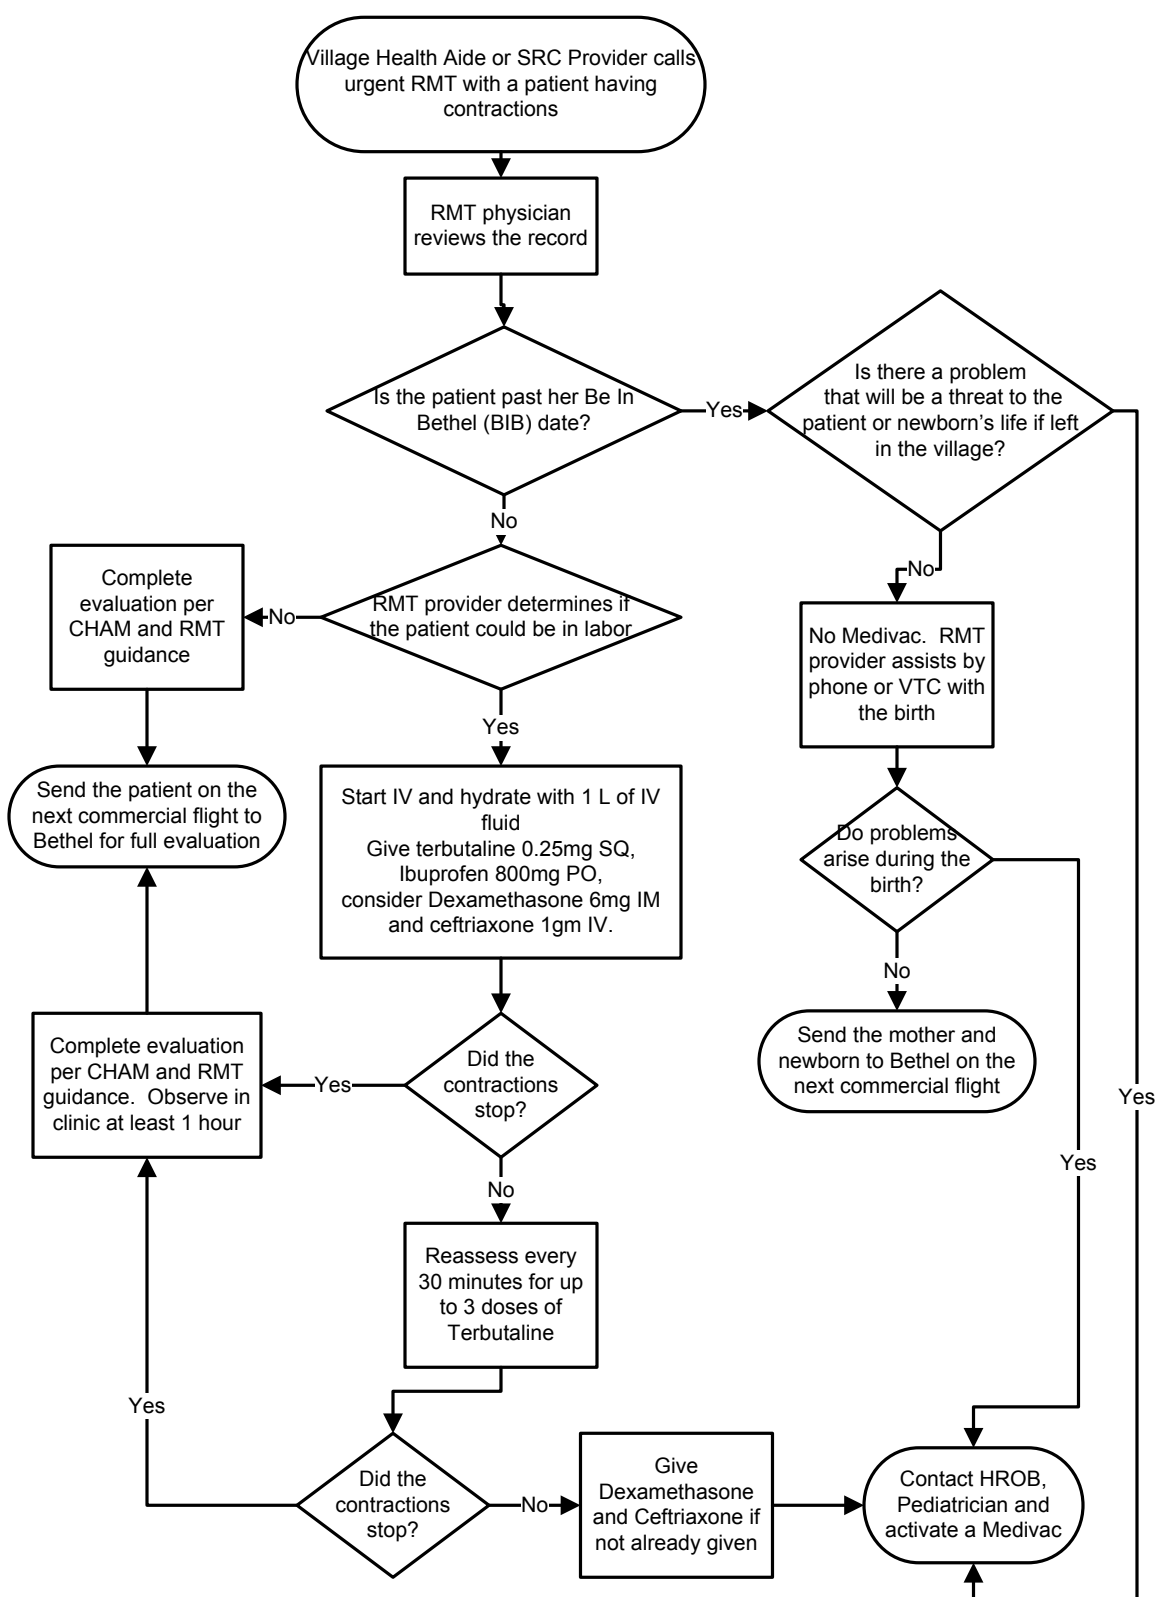 Village Health Aide or SRC Provider calls
urgent RMT with a patient having
contractions
RMT physician
reviews the record
Is the patient past her Be In
Bethel (BIB) date?
Yes
Is there a problem
that will be a threat to the
patient or newborn's life if left
in the village?
No
No
Complete
evaluation per
CHAM and RMT
guidance
No
RMT provider determines if
the patient could be in labor
No Medivac.  RMT
provider assists by
phone or VTC with
the birth
Yes
Send the patient on the
next commercial flight to
Bethel for full evaluation
Start IV and hydrate with 1 L of IV
fluid
Give terbutaline 0.25mg SQ,
Ibuprofen 800mg PO,
consider Dexamethasone 6mg IM
and ceftriaxone 1gm IV.
Do problems
arise during the
birth?
No
Complete evaluation
per CHAM and RMT
guidance.  Observe in
clinic at least 1 hour
Yes
Did the
contractions
stop?
Send the mother and
newborn to Bethel on the
next commercial flight
Yes
Yes
No
Reassess every
30 minutes for up
to 3 doses of
Terbutaline
Yes
Did the
contractions
stop?
No
Give
Dexamethasone
and Ceftriaxone if
not already given
Contact HROB,
Pediatrician and
activate a Medivac